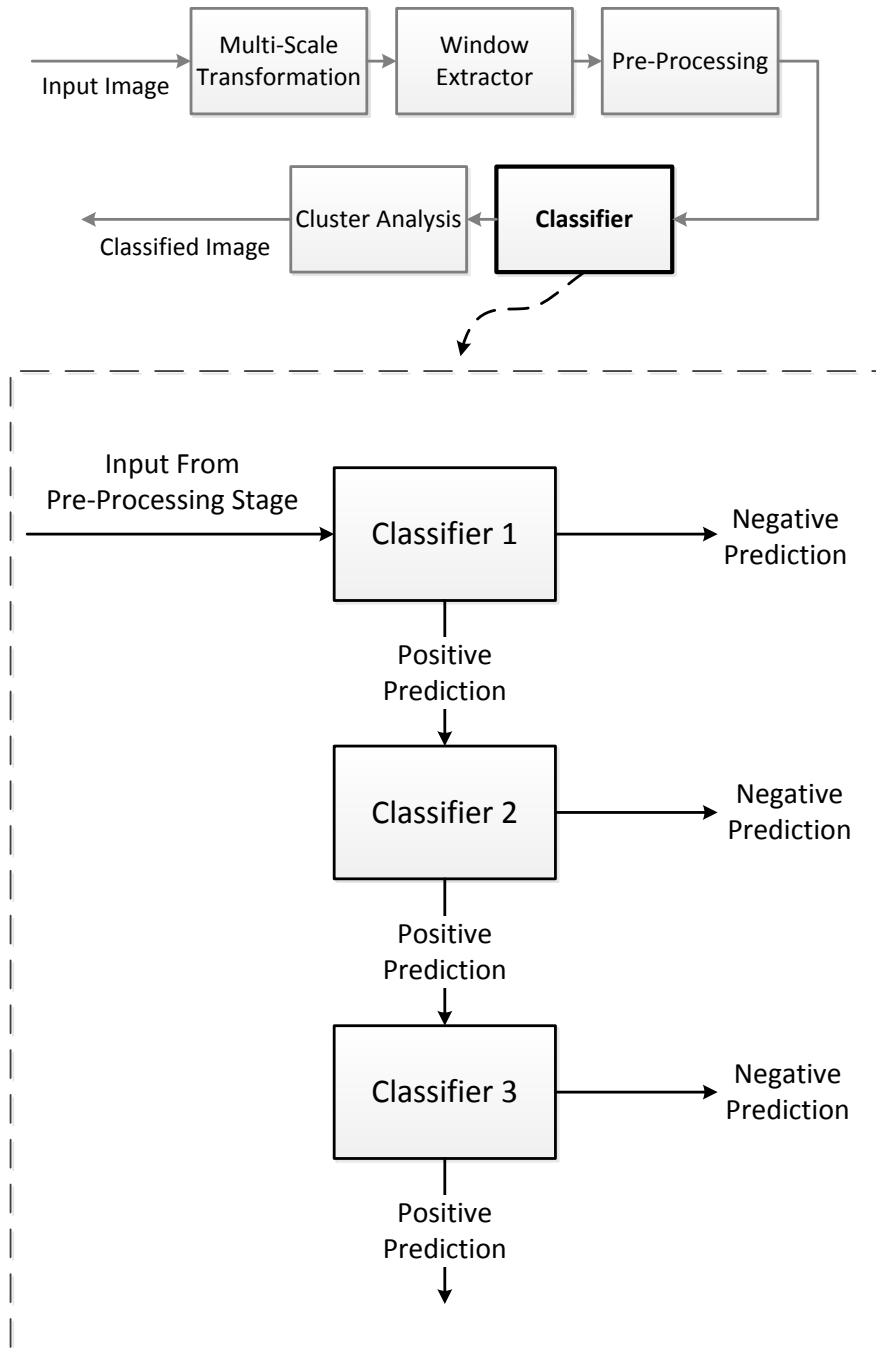 Input Image
Multi-Scale
Transformation
Window
Extractor
Pre-Processing
Classifier
Cluster Analysis
Classified Image
Input From
Pre-Processing Stage
Classifier 1
Negative
Prediction
Positive
Prediction
Classifier 2
Negative
Prediction
Positive
Prediction
Classifier 3
Negative
Prediction
Positive
Prediction